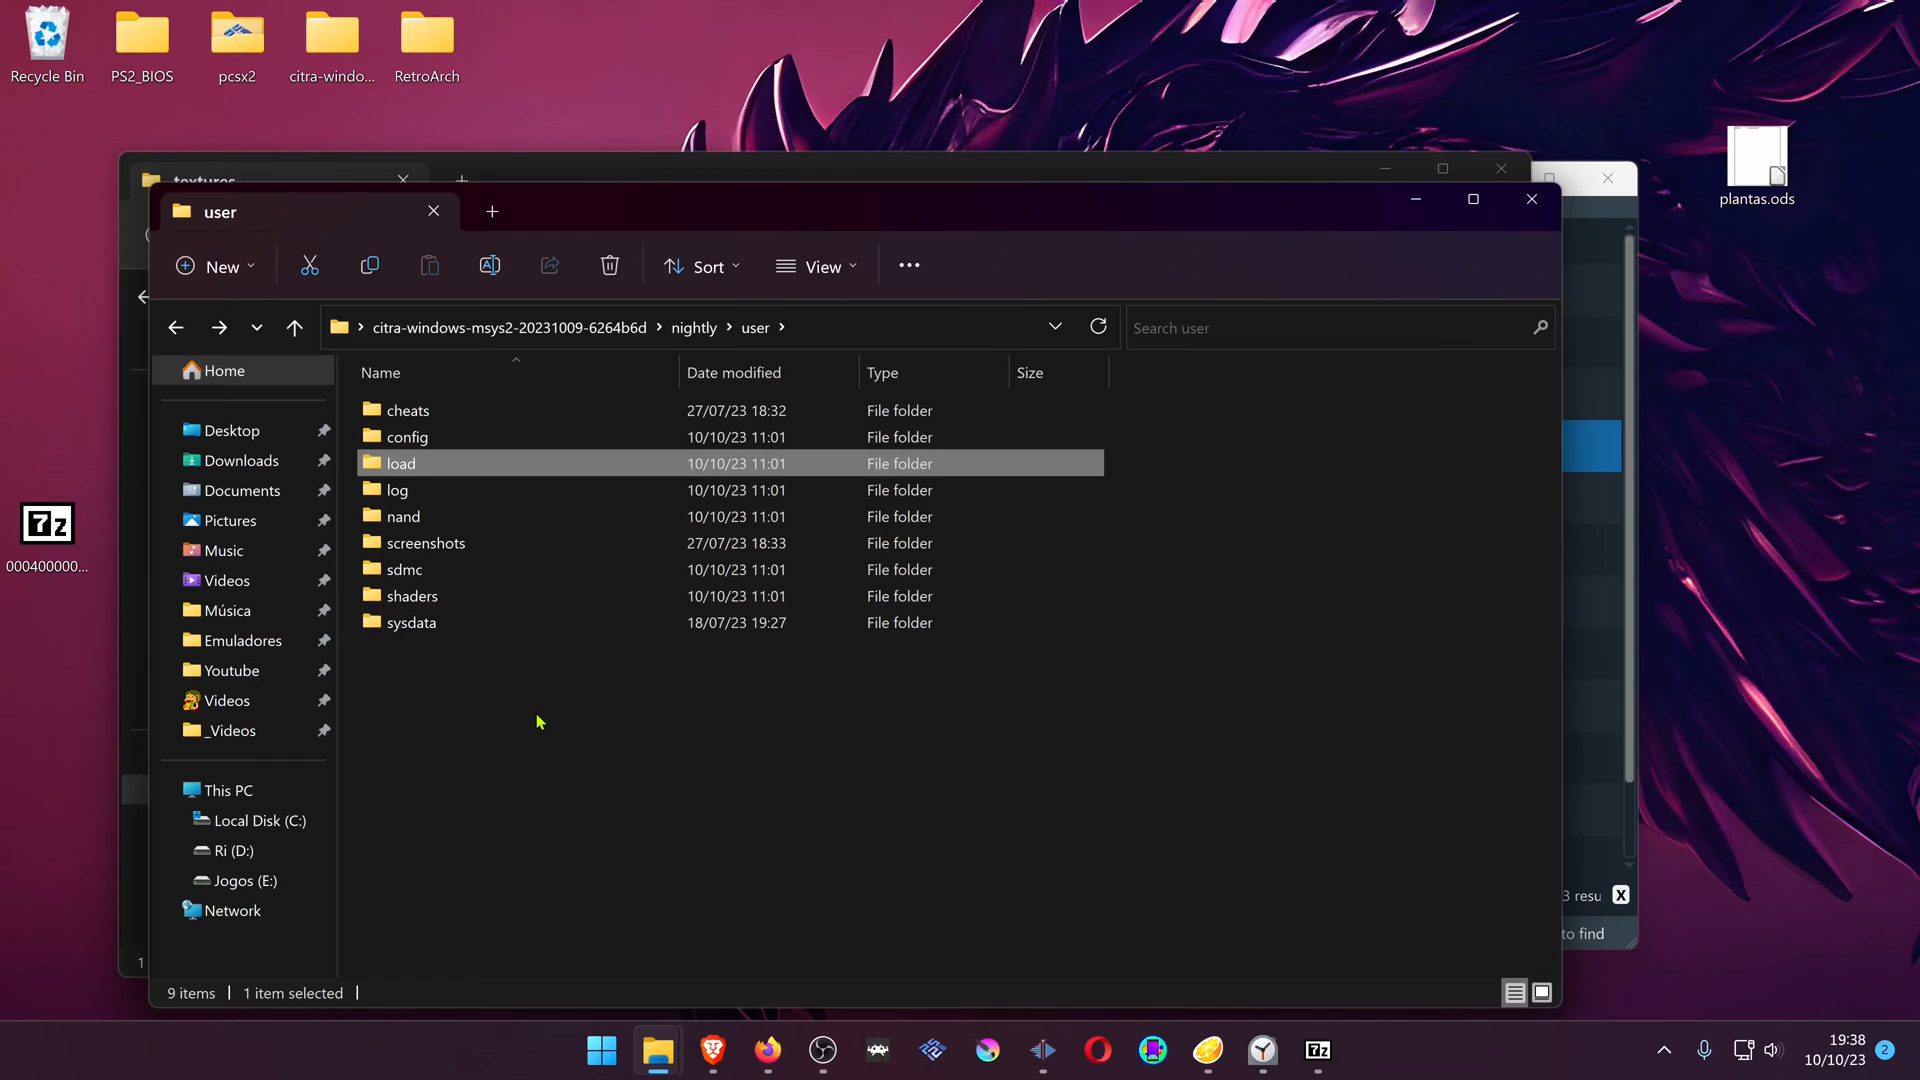 Recycle Bin
PS2_BIOS
pcsx2
citra-windo...
RetroArch
plantas.ods
000400000...
textures
user
New
Sort
View
citra-windows-msys2-20231009-6264b6d > nightly > user >
Search user
Name Date modified Type Size
cheats 27/07/23 18:32 File folder
config 10/10/23 11:01 File folder
load 10/10/23 11:01 File folder
log 10/10/23 11:01 File folder
nand 10/10/23 11:01 File folder
screenshots 27/07/23 18:33 File folder
sdmc 10/10/23 11:01 File folder
shaders 10/10/23 11:01 File folder
sysdata 18/07/23 19:27 File folder
Home
Desktop
Downloads
Documents
Pictures
Music
Videos
Música
Emuladores
Youtube
Videos
_Videos
This PC
Local Disk (C:)
Ri (D:)
Jogos (E:)
Network
9 items | 1 item selected |
1
3 resu X
to find
7z
7z
19:38
10/10/23
2